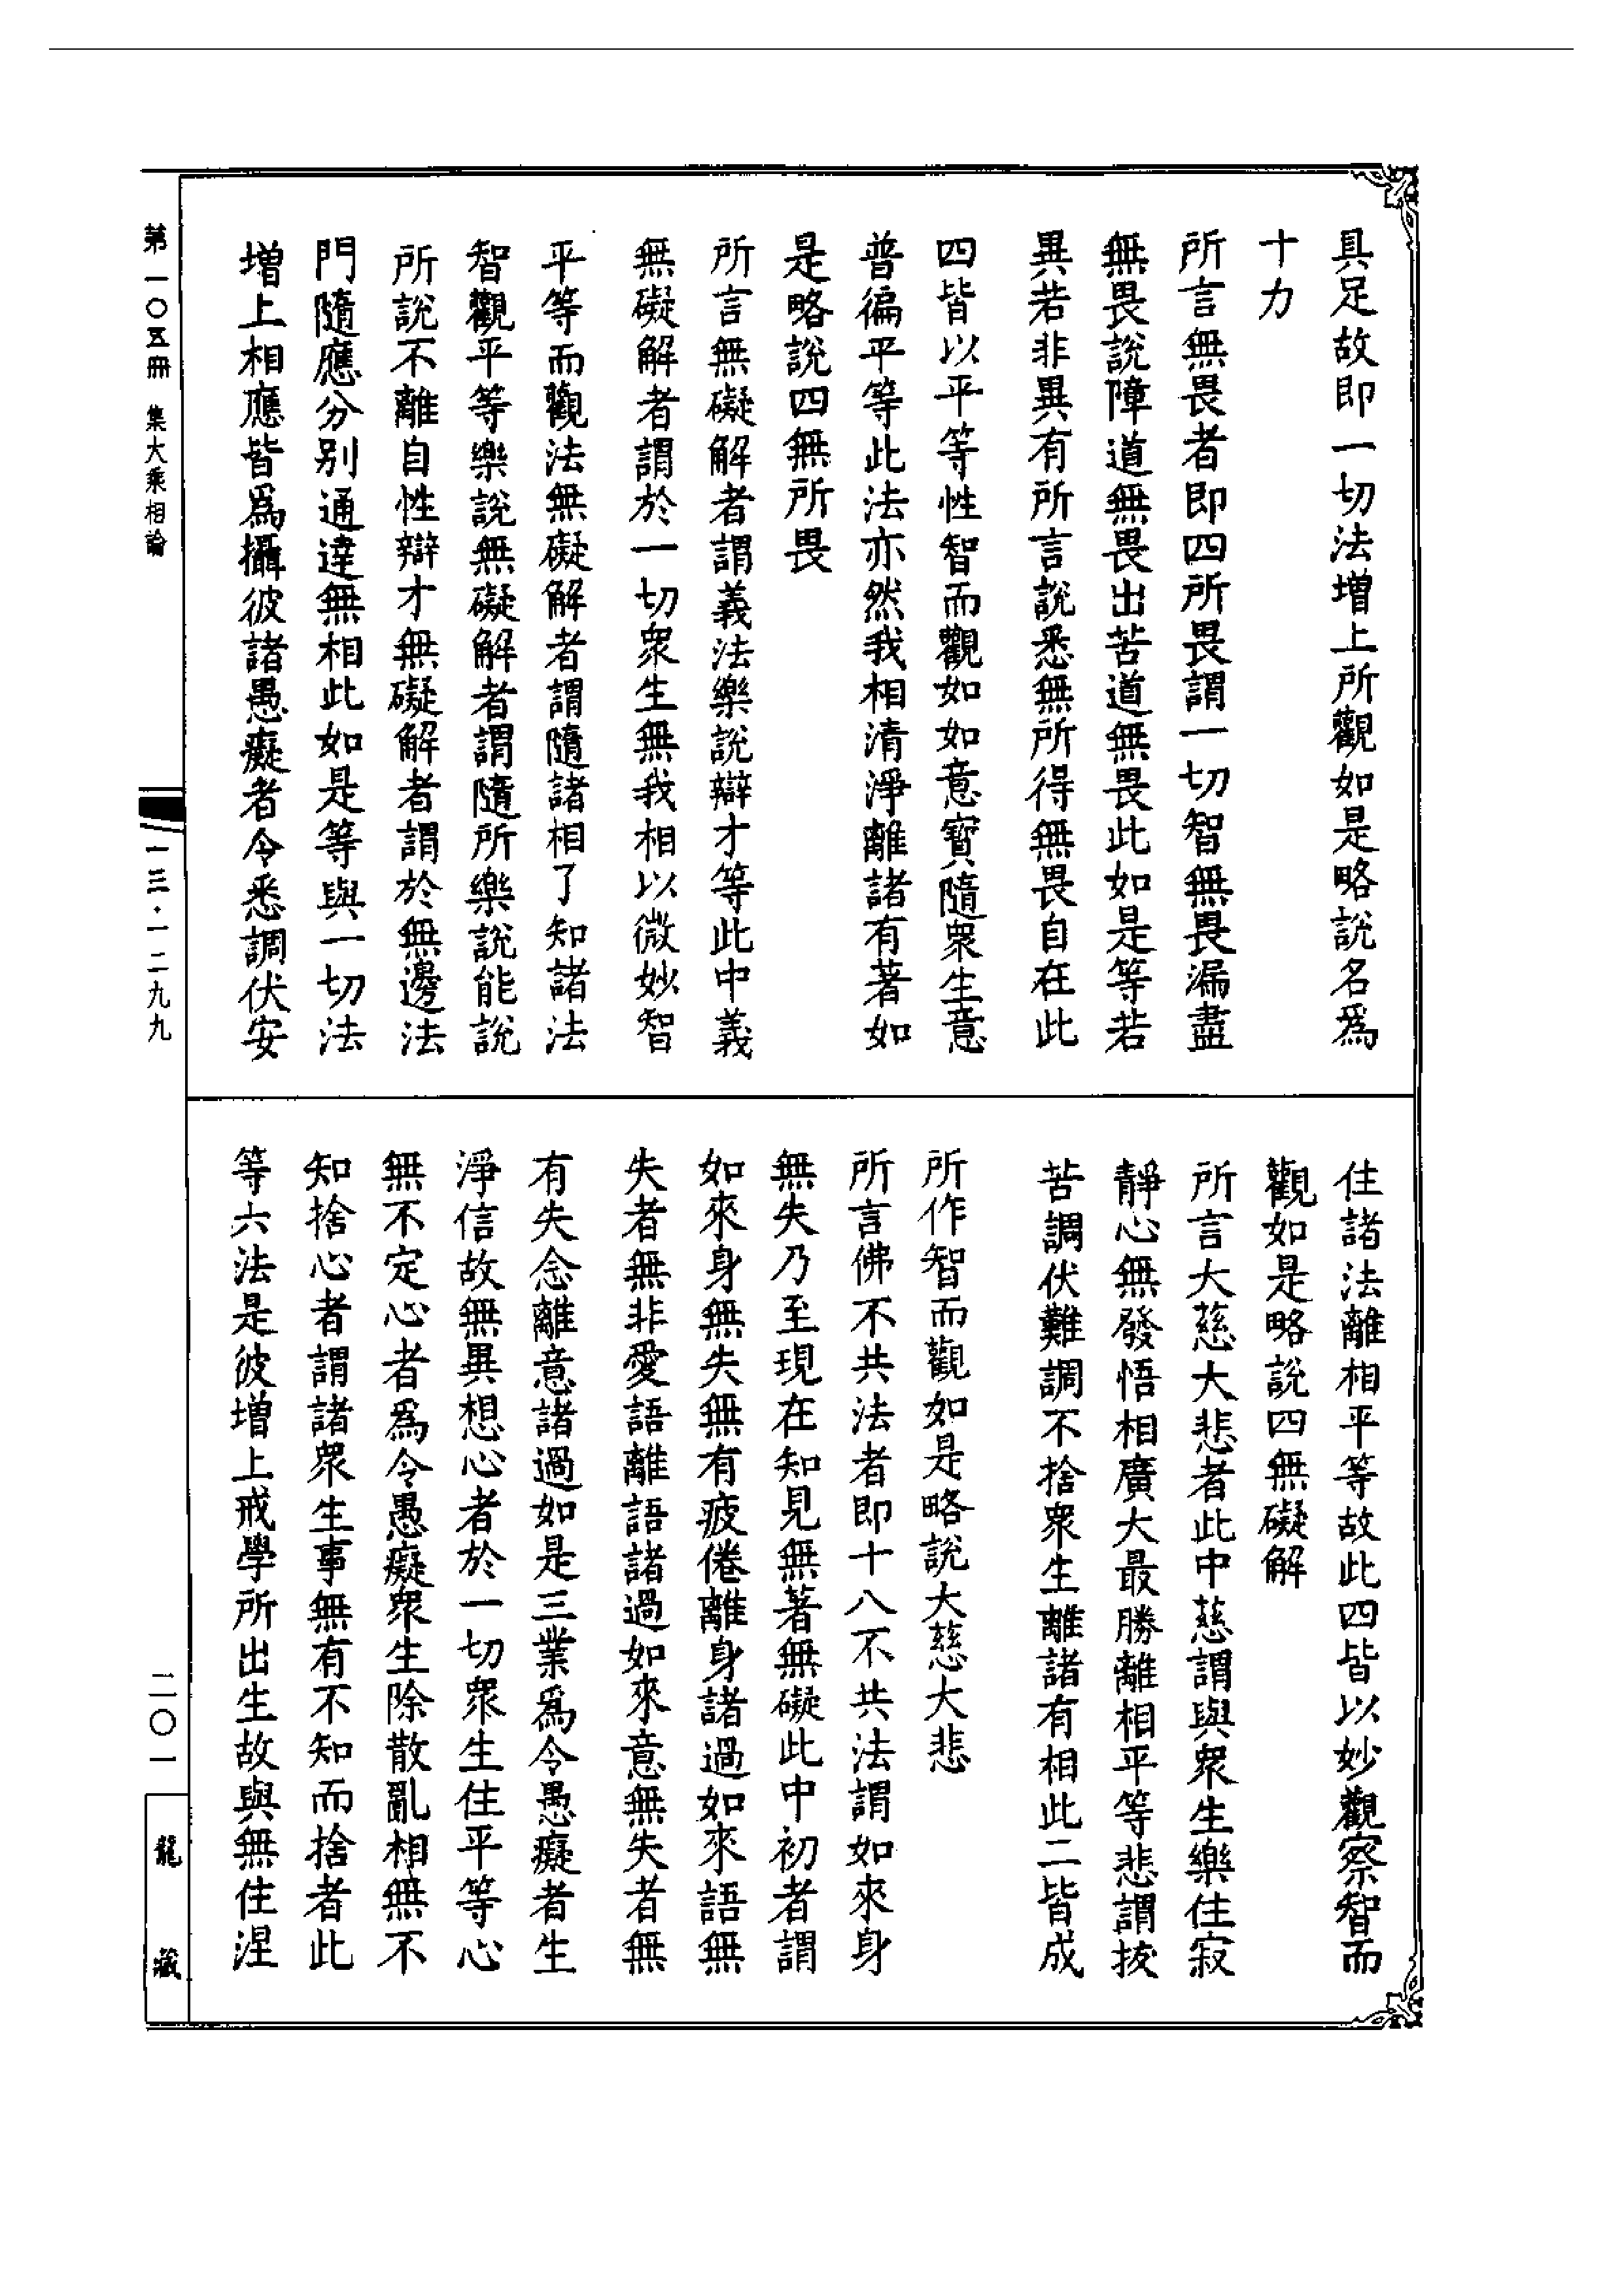 具足故即一切法增上所觀如是略說名爲
十力
所言無畏者即四所畏謂一切智無畏漏盡
無畏說障道無畏出苦道無畏此如是等若
異若非異有所言說悉無所得無畏自在此
四皆以平等性智而觀如如意寶隨衆生意
普徧平等此法亦然我相清淨離諸有著如
是略說四無所畏
所言無礙解者謂義法樂說辯才等此中義
無礙解者謂於一切衆生無我相以微妙智
平等而觀法無礙解者謂隨諸相了知諸法
智觀平等樂說無礙解者謂隨所樂說能說
所說不離自性辯才無礙解者謂於無邊法
門隨應分別通達無相此如是等與一切法
增上相應皆爲攝彼諸愚癡者令悉調伏安
住諸法離相平等故此四皆以妙觀察智而
觀如是略說四無礙解
所言大慈大悲者此中慈謂與衆生樂住寂
靜心無發悟相廣大最勝離相平等悲謂拔
苦調伏難調不捨衆生離諸有相此二皆成
所作智而觀如是略說大慈大悲
所言佛不共法者即十八不共法謂如來身
無失乃至現在知見無著無礙此中初者謂
如來身無失無有疲倦離身諸過如來語無
失者無非愛語離語諸過如來意無失者無
有失念離意諸過如是三業爲令愚癡者生
淨信故無異想心者於一切衆生住平等心
無不定心者爲令愚癡衆生除散亂相無不
知捨心者謂諸衆生事無有不知而捨者此
等六法是彼增上戒學所出生故與無住涅
第一〇五冊 集大乘相論
一三·一二九九
二〇一
龍藏